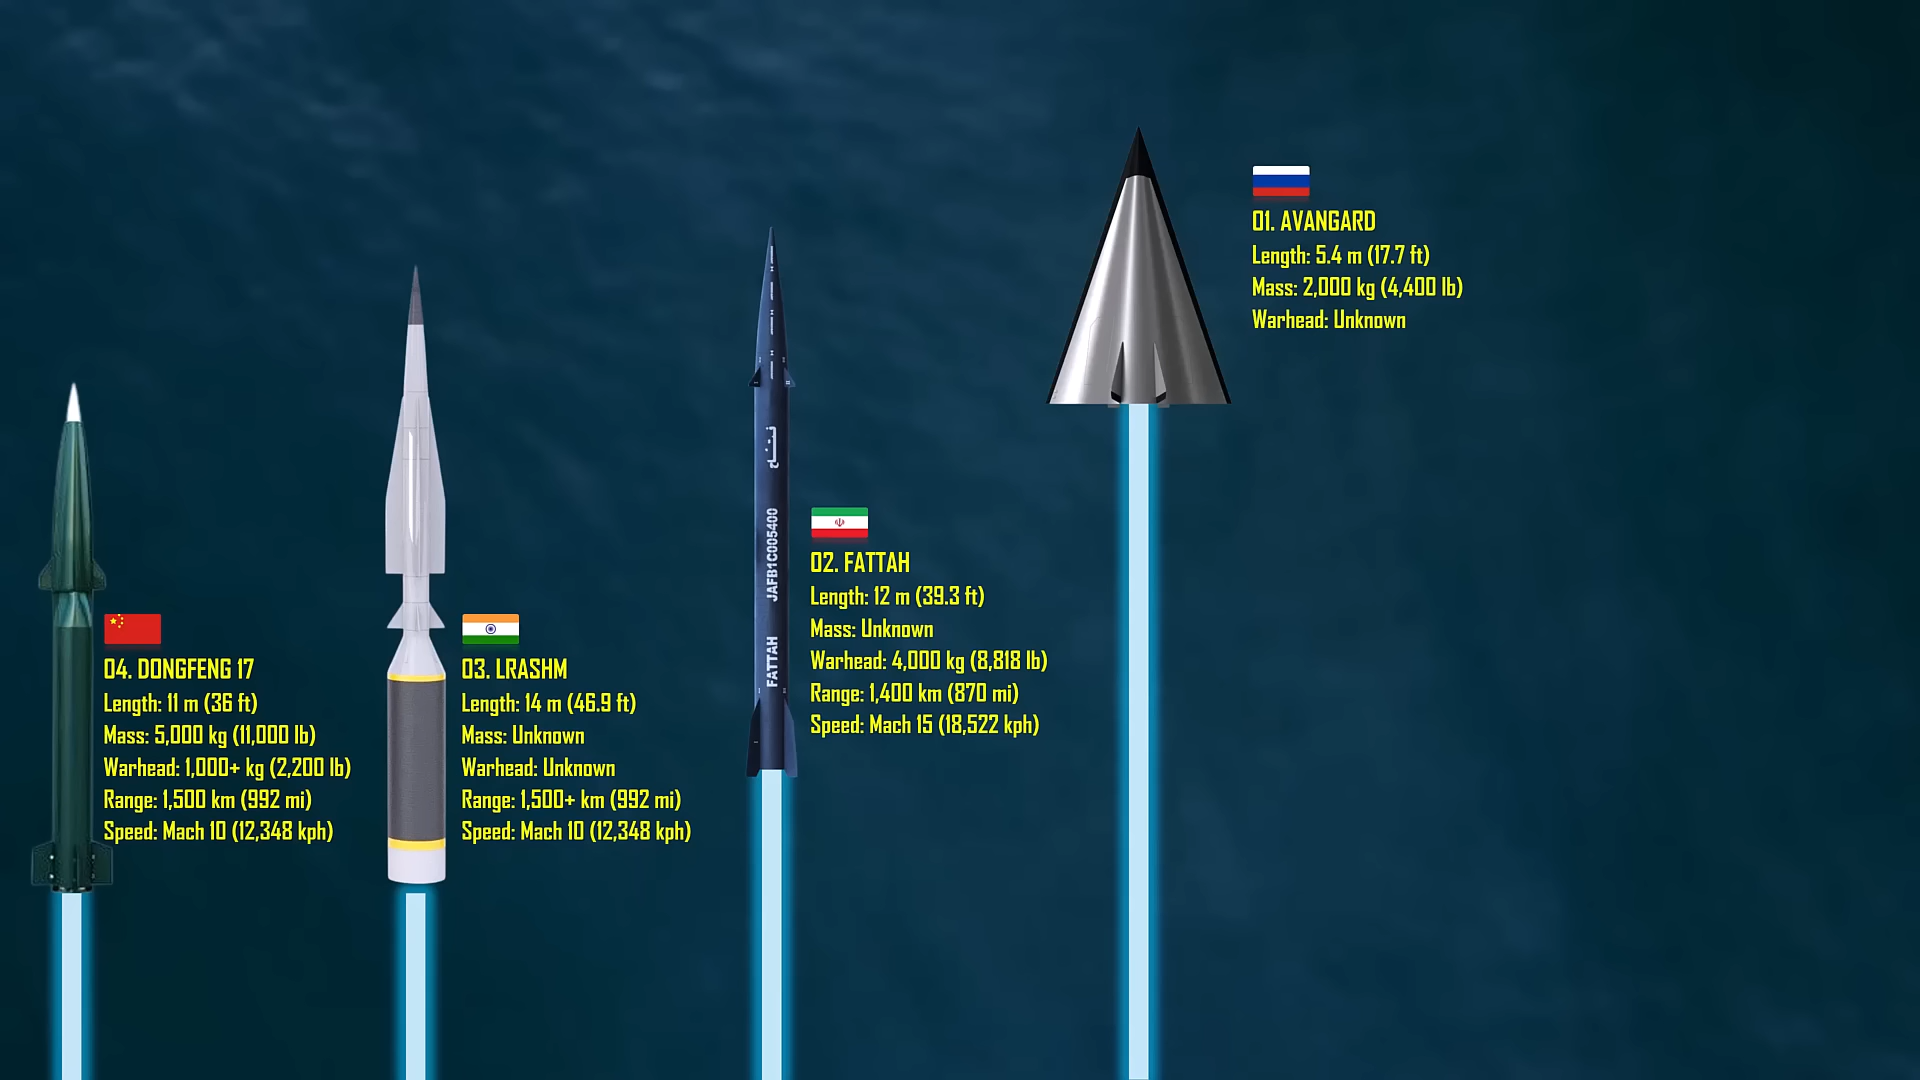 04. DONGFENG 17
Length: 11 m (36 ft)
Mass: 5,000 kg (11,000 lb)
Warhead: 1,000+ kg (2,200 lb)
Range: 1,500 km (992 mi)
Speed: Mach 10 (12,348 kph)
03. LRASHM
Length: 14 m (46.9 ft)
Mass: Unknown
Warhead: Unknown
Range: 1,500+ km (992 mi)
Speed: Mach 10 (12,348 kph)
فتاح
JAFB1C005400
FATTAH
02. FATTAH
Length: 12 m (39.3 ft)
Mass: Unknown
Warhead: 4,000 kg (8,818 lb)
Range: 1,400 km (870 mi)
Speed: Mach 15 (18,522 kph)
01. AVANGARD
Length: 5.4 m (17.7 ft)
Mass: 2,000 kg (4,400 lb)
Warhead: Unknown